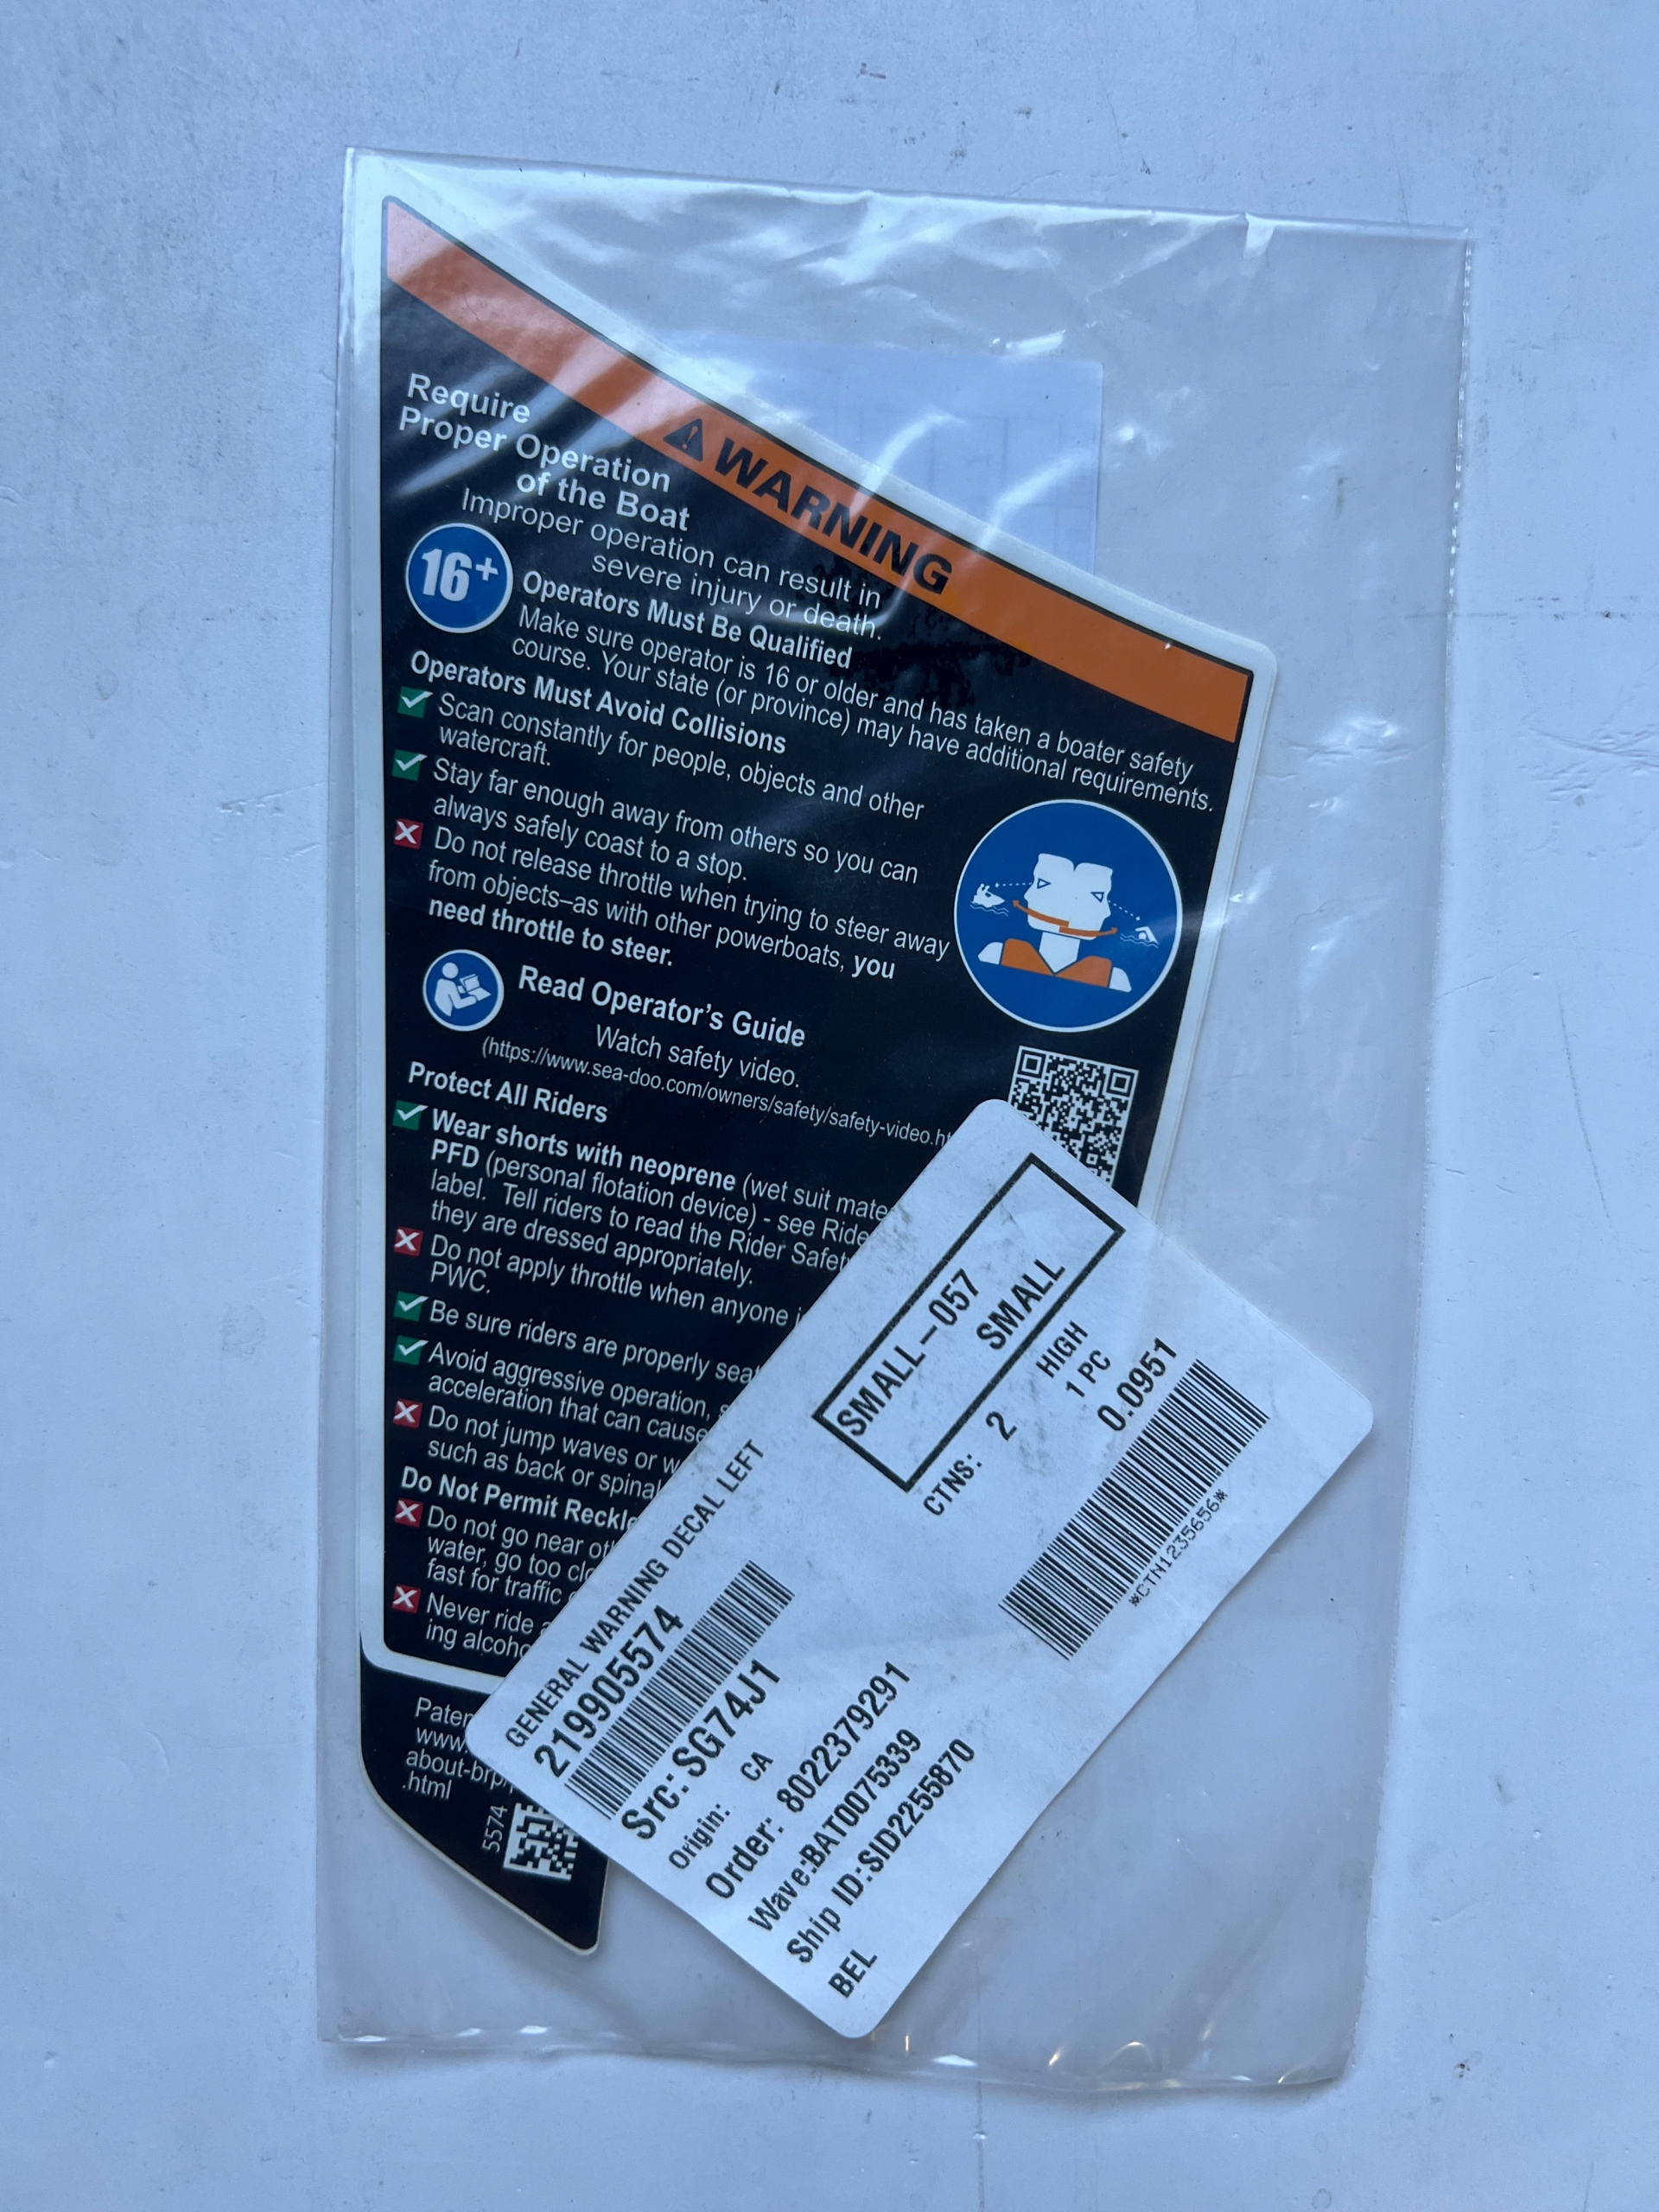 WARNING
Require
Proper Operation
of the Boat
Improper operation can result in
severe injury or death.
16+
Operators Must Be Qualified
Make sure operator is 16 or older and has taken a boater safety
course. Your state (or province) may have additional requirements.
Operators Must Avoid Collisions
Scan constantly for people, objects and other
watercraft.
Stay far enough away from others so you can
always safely coast to a stop.
Do not release throttle when trying to steer away
from objects–as with other powerboats, you
need throttle to steer.
Read Operator's Guide
Watch safety video.
(https://www.sea-doo.com/owners/safety/safety-video.ht
Protect All Riders
Wear shorts with neoprene (wet suit mate
PFD (personal flotation device) - see Ride
label. Tell riders to read the Rider Safet
they are dressed appropriately.
Do not apply throttle when anyone i
PWC.
Be sure riders are properly sea
Avoid aggressive operation,
acceleration that can cause
Do not jump waves or w
such as back or spinal
Do Not Permit Reckle
Do not go near ot
water, go too clo
fast for traffic
Never ride
ing alcoho
Paten
www.
about-brp
.html
5574
GENERAL WARNING DECAL LEFT
219905574
Src: SG74J1
Origin: CA
Order: 8022379291
Wave:BAT0075339
Ship ID:SID2255870
BEL
SMALL-057
SMALL
CTNS: 2 HIGH
1 PC
0.0951
*CTN1235656*